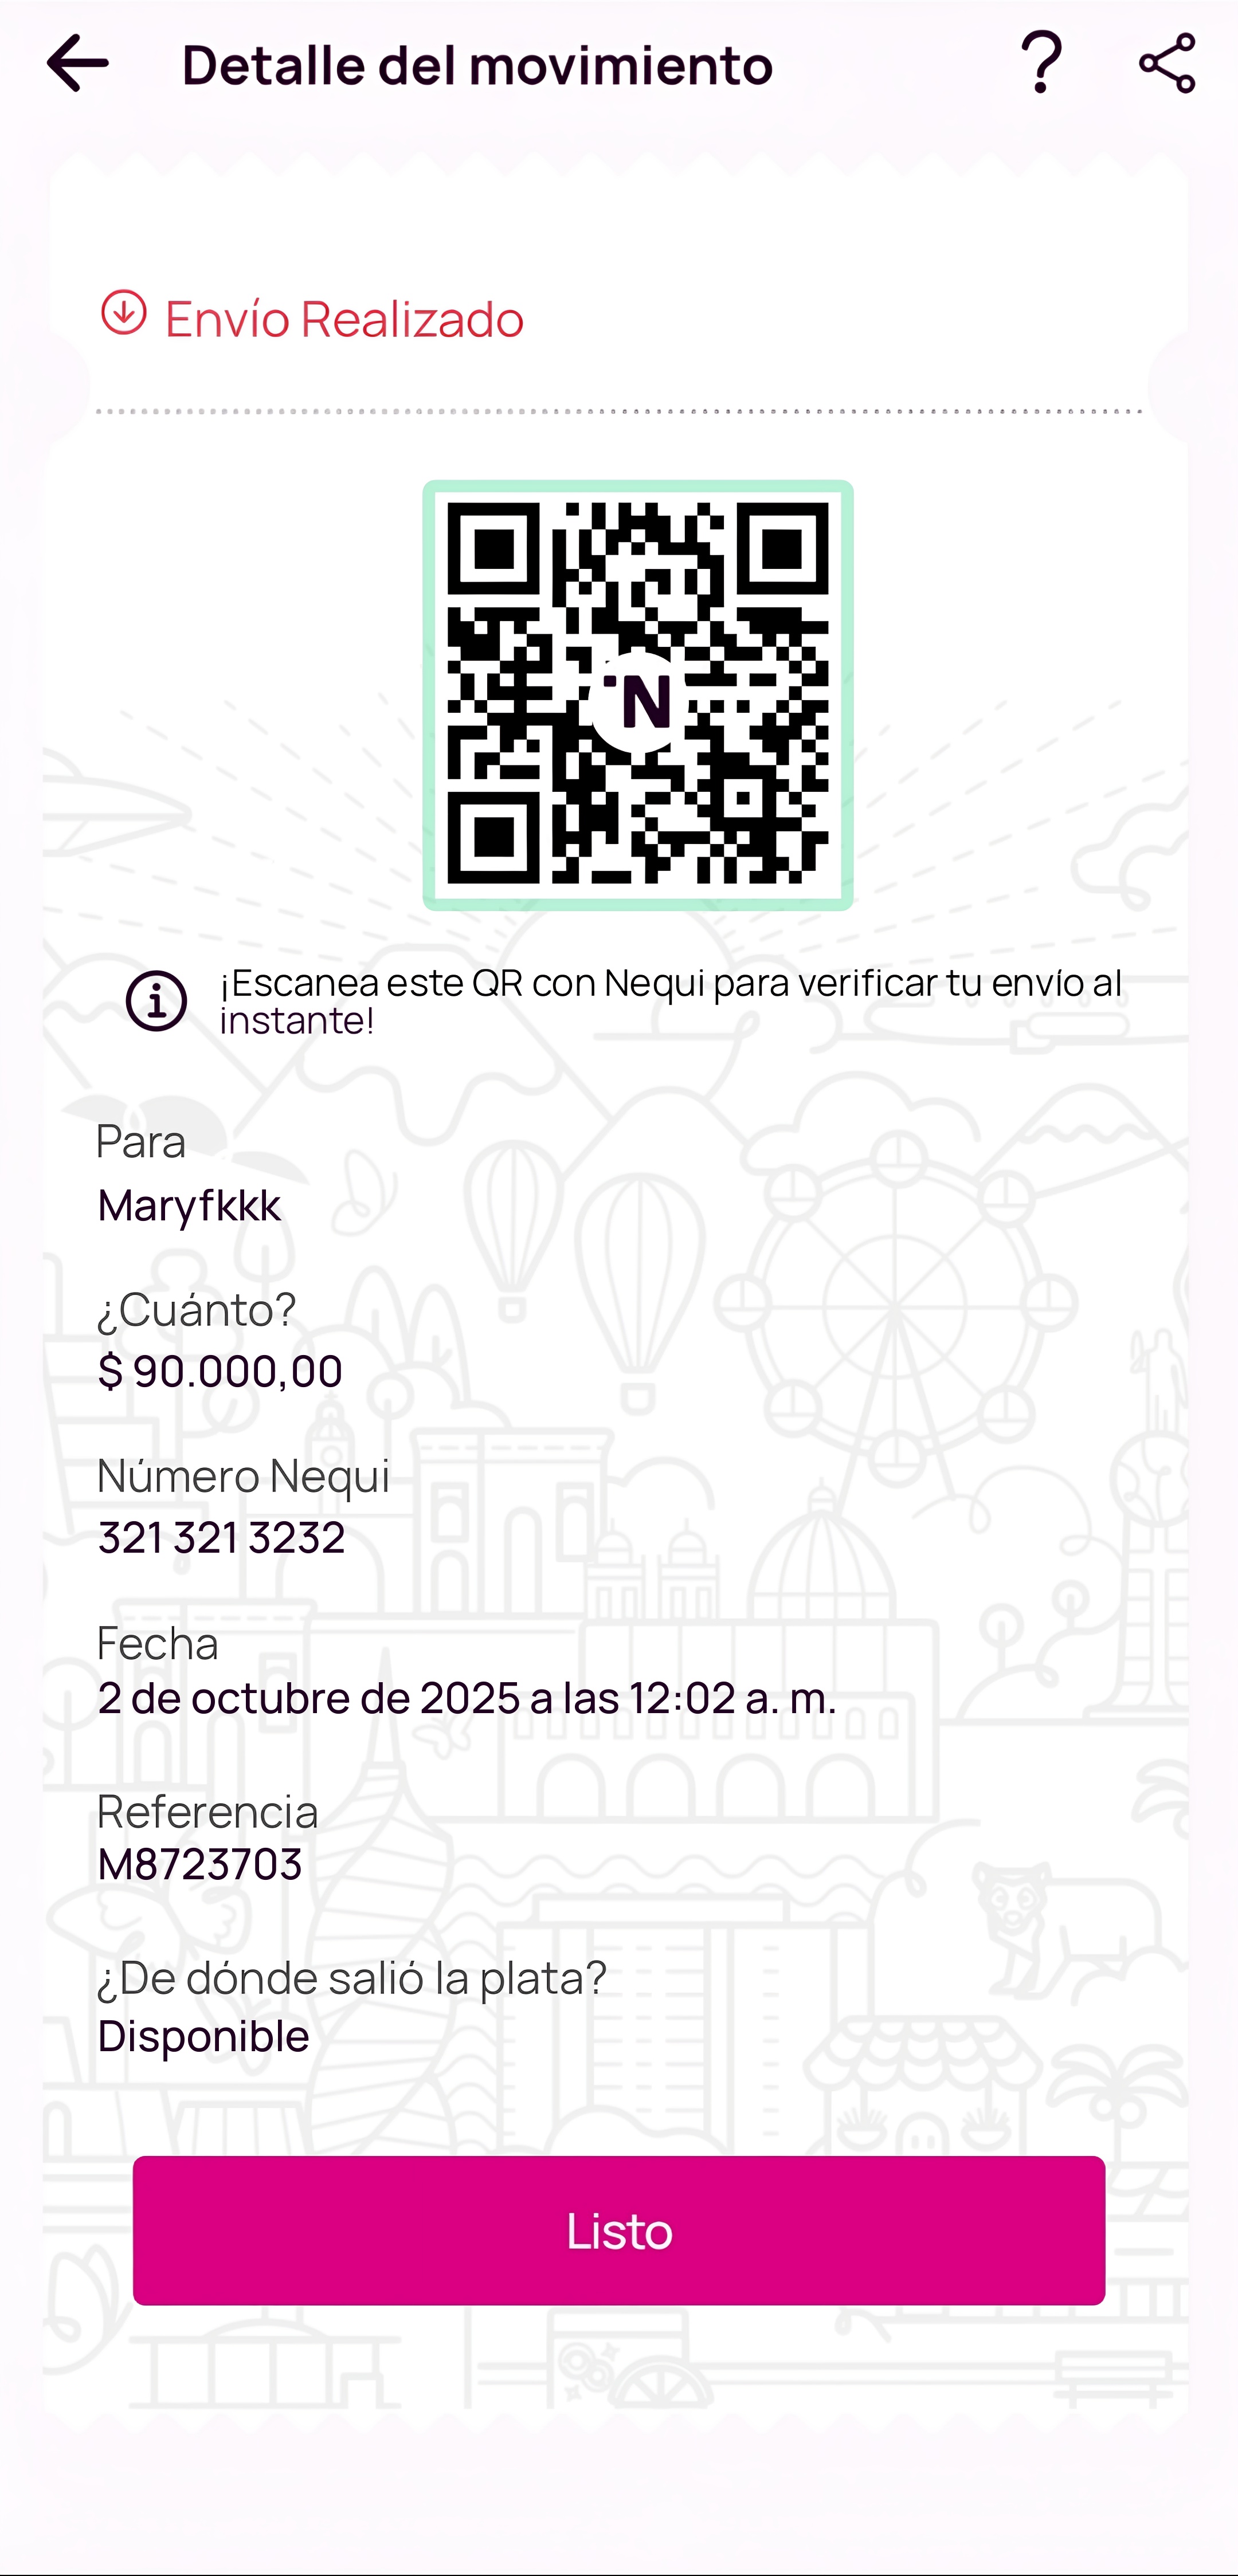 Detalle del movimiento
Envío Realizado
N
¡Escanea este QR con Nequi para verificar tu envío al
instante!
Para
Maryfkkk
¿Cuánto?
$ 90.000,00
Número Nequi
321 321 3232
Fecha
2 de octubre de 2025 a las 12:02 a. m.
Referencia
M8723703
¿De dónde salió la plata?
Disponible
Listo